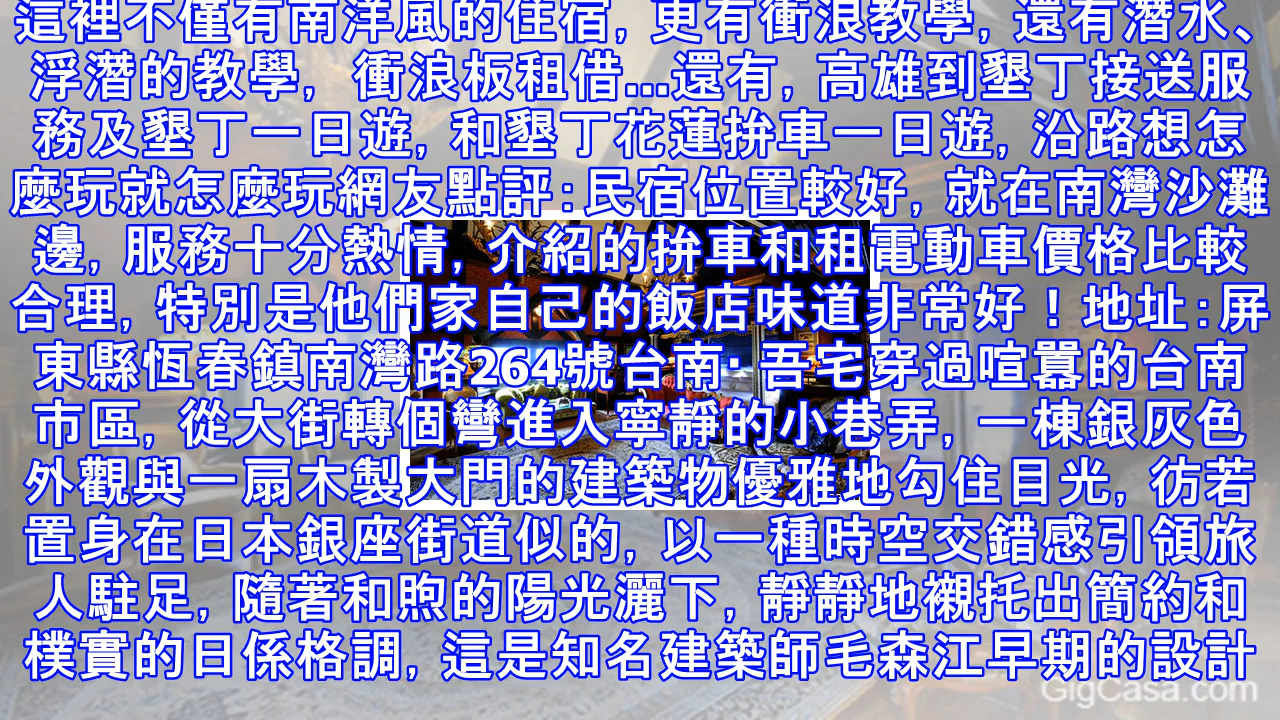 這裡不僅有南洋風的住宿, 更有衝浪教學, 還有潛水、
浮潛的教學, 衝浪板租借...還有, 高雄到墾丁接送服
務及墾丁一日遊, 和墾丁花蓮拚車一日遊, 沿路想怎
麼玩就怎麼玩網友點評:民宿位置較好, 就在南灣沙灘
邊, 服務十分熱情, 介紹的拚車和租電動車價格比較
合理, 特別是他們家自己的飯店味道非常好！地址:屏
東縣恆春鎮南灣路264號台南· 吾宅穿過喧囂的台南
市區, 從大街轉個彎進入寧靜的小巷弄, 一棟銀灰色
外觀與一扇木製大門的建築物優雅地勾住目光, 彷若
置身在日本銀座街道似的, 以一種時空交錯感引領旅
人駐足, 隨著和煦的陽光灑下, 靜靜地襯托出簡約和
樸實的日係格調, 這是知名建築師毛森江早期的設計
GigCasa.com